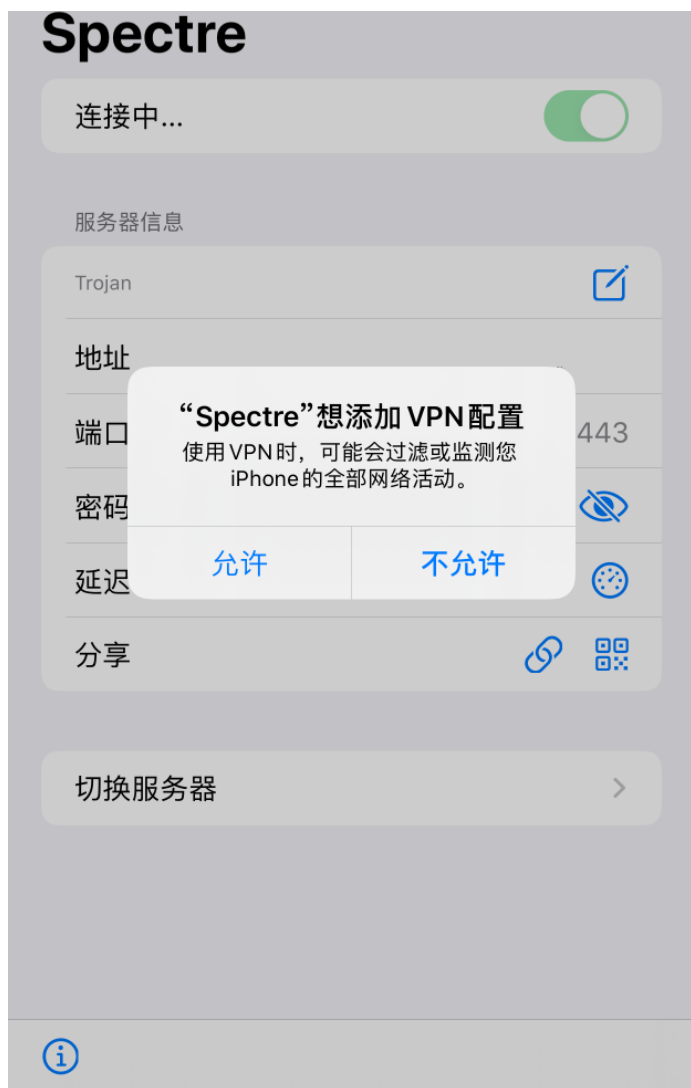 Spectre
连接中...
服务器信息
Trojan
地址
“Spectre”想添加 VPN 配置
端口
443
使用 VPN 时，可能会过滤或监测您
iPhone 的全部网络活动。
密码
允许
不允许
延迟
分享
切换服务器